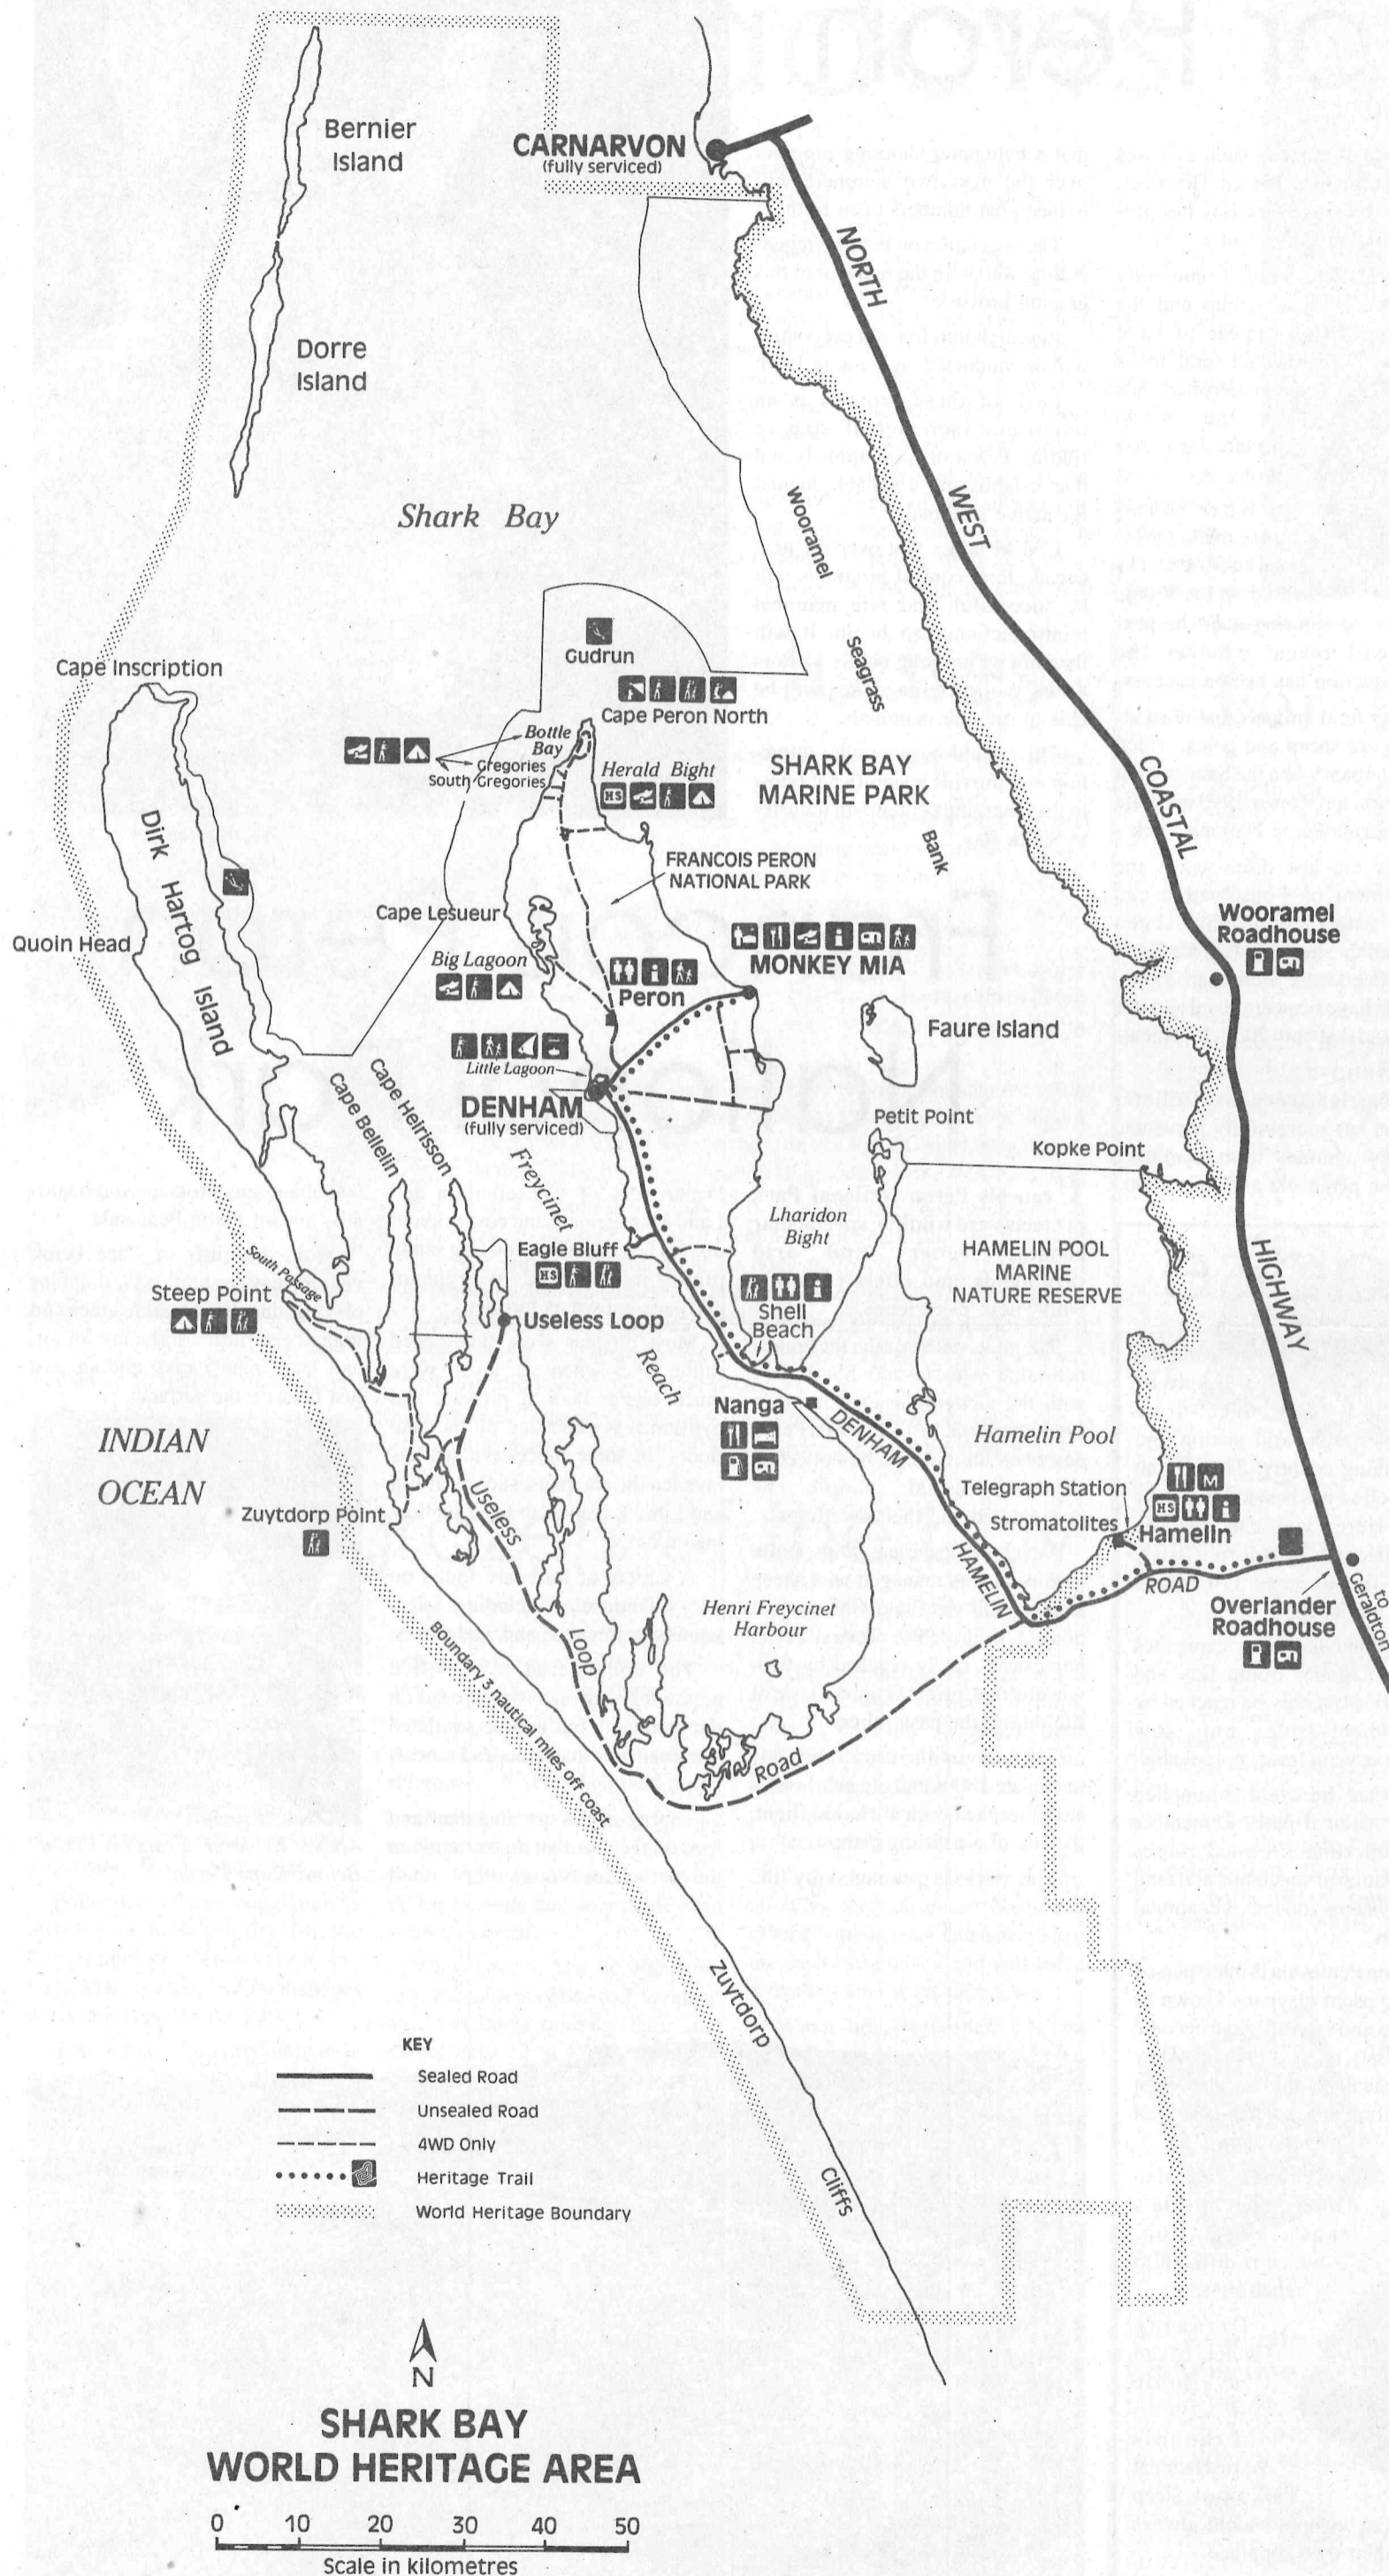 Bernier
Island
CARNARVON
(fully serviced)
NORTH
Dorre
Island
WEST
Shark Bay
Wooramel
Gudrun
Seagrass
Cape Inscription
Cape Peron North
Bottle
Bay
Gregories
South Gregories
Herald Bight
HS
SHARK BAY
MARINE PARK
COASTAL
Bank
Dirk
Hartog
Island
FRANCOIS PERON
NATIONAL PARK
Cape Lesueur
Quoin Head
Wooramel
Roadhouse
Big Lagoon
Peron
MONKEY MIA
Faure Island
Little Lagoon
DENHAM
(fully serviced)
Cape Bellefin
Cape Heirisson
Petit Point
Kopke Point
Freycinet
Lharidon
Bight
HAMELIN POOL
MARINE
NATURE RESERVE
HIGHWAY
South Passage
Eagle Bluff
HS
Steep Point
Useless Loop
Shell
Beach
Reach
Nanga
DENHAM
Hamelin Pool
INDIAN
OCEAN
M
Telegraph Station
HS
Stromatolites
Hamelin
Zuytdorp Point
Useless
HAMELIN
ROAD
to
Geraldton
Overlander
Roadhouse
Henri Freycinet
Harbour
Loop
Boundary 3 nautical miles off coast
Road
Zuytdorp
Cliffs
KEY
Sealed Road
Unsealed Road
4WD Only
Heritage Trail
World Heritage Boundary
N
SHARK BAY
WORLD HERITAGE AREA
0 10 20 30 40 50
Scale in kilometres